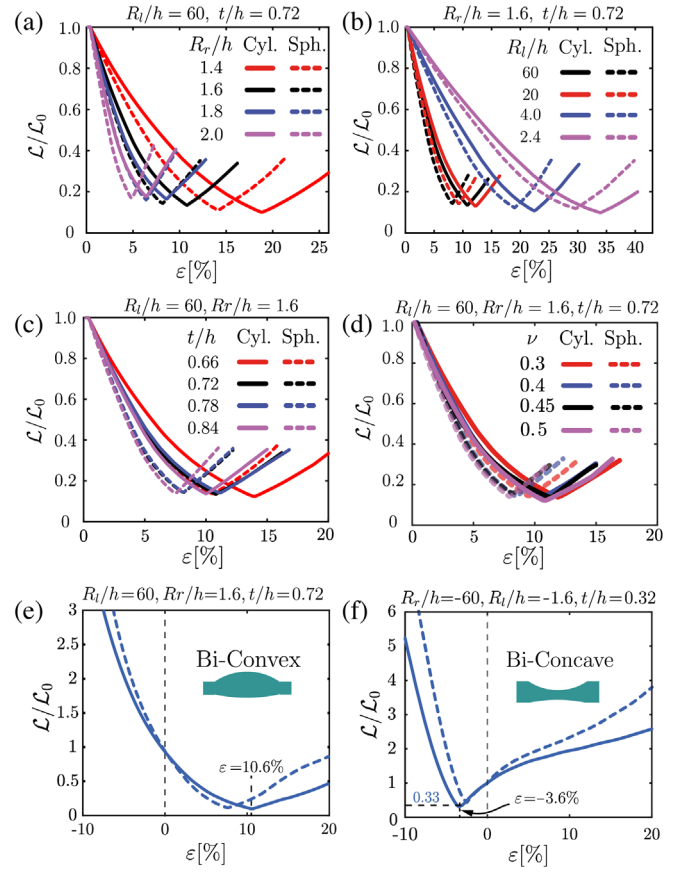 (a) R_l/h = 60, t/h = 0.72
R_r/h Cyl. Sph.
1.4
1.6
1.8
2.0
1.0
0.8
0.6
0.4
0.2
0
0 5 10 15 20 25
ℒ/ℒ_0
ε[%]
(b) R_r/h = 1.6, t/h = 0.72
R_l/h Cyl. Sph.
60
20
4.0
2.4
1.0
0.8
0.6
0.4
0.2
0
0 5 10 15 20 25 30 35 40
ℒ/ℒ_0
ε[%]
(c) R_l/h = 60, Rr/h = 1.6
t/h Cyl. Sph.
0.66
0.72
0.78
0.84
1.0
0.8
0.6
0.4
0.2
0
0 5 10 15 20
ℒ/ℒ_0
ε[%]
(d) R_l/h = 60, Rr/h = 1.6, t/h = 0.72
ν Cyl. Sph.
0.3
0.4
0.45
0.5
1.0
0.8
0.6
0.4
0.2
0
0 5 10 15 20
ℒ/ℒ_0
ε[%]
(e) R_l/h=60, Rr/h=1.6, t/h=0.72
Bi-Convex
ε=10.6%
3
2.5
2
1.5
1
0.5
0
-10 0 10 20
ℒ/ℒ_0
ε[%]
(f) R_r/h=-60, R_l/h=-1.6, t/h=0.32
Bi-Concave
0.33
ε=−3.6%
6
5
4
3
2
1
0
-10 0 10 20
ℒ/ℒ_0
ε[%]